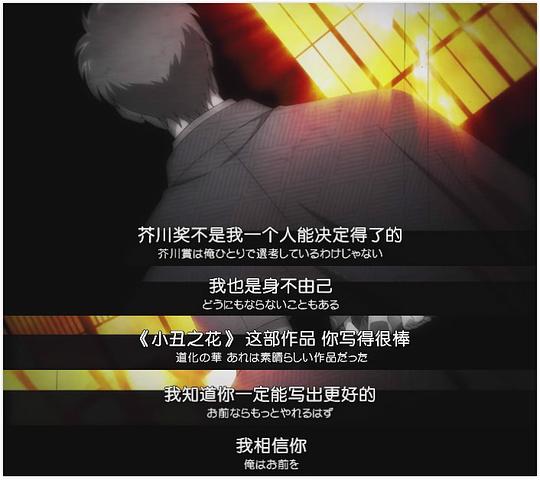 芥川奖不是我一个人能决定得了的
芥川賞は俺ひとりで選考しているわけじゃない
我也是身不由己
どうにもならないこともある
《小丑之花》 这部作品 你写得很棒
道化の華 あれは素晴らしい作品だった
我知道你一定能写出更好的
お前ならもっとやれるはず
我相信你
俺はお前を